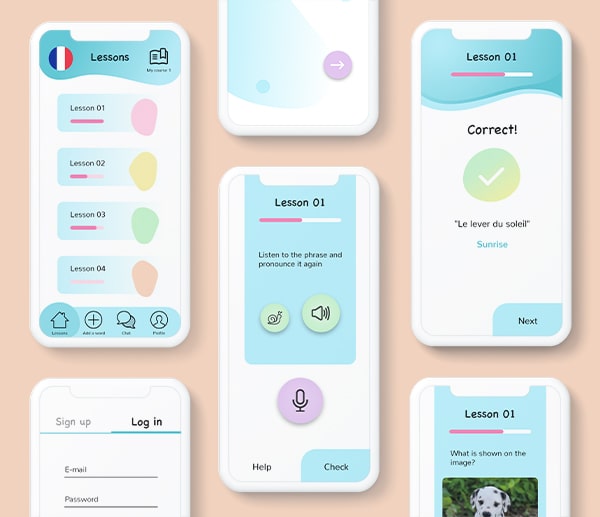 Lessons
My course 1
Lesson 01
Lesson 02
Lesson 03
Lesson 04
Lessons
Add a word
Chat
Profile
Sign up
Log in
E-mail
Password
Lesson 01
Listen to the phrase and
pronounce it again
Help
Check
Lesson 01
Correct!
"Le lever du soleil"
Sunrise
Next
Lesson 01
What is shown on the
image?